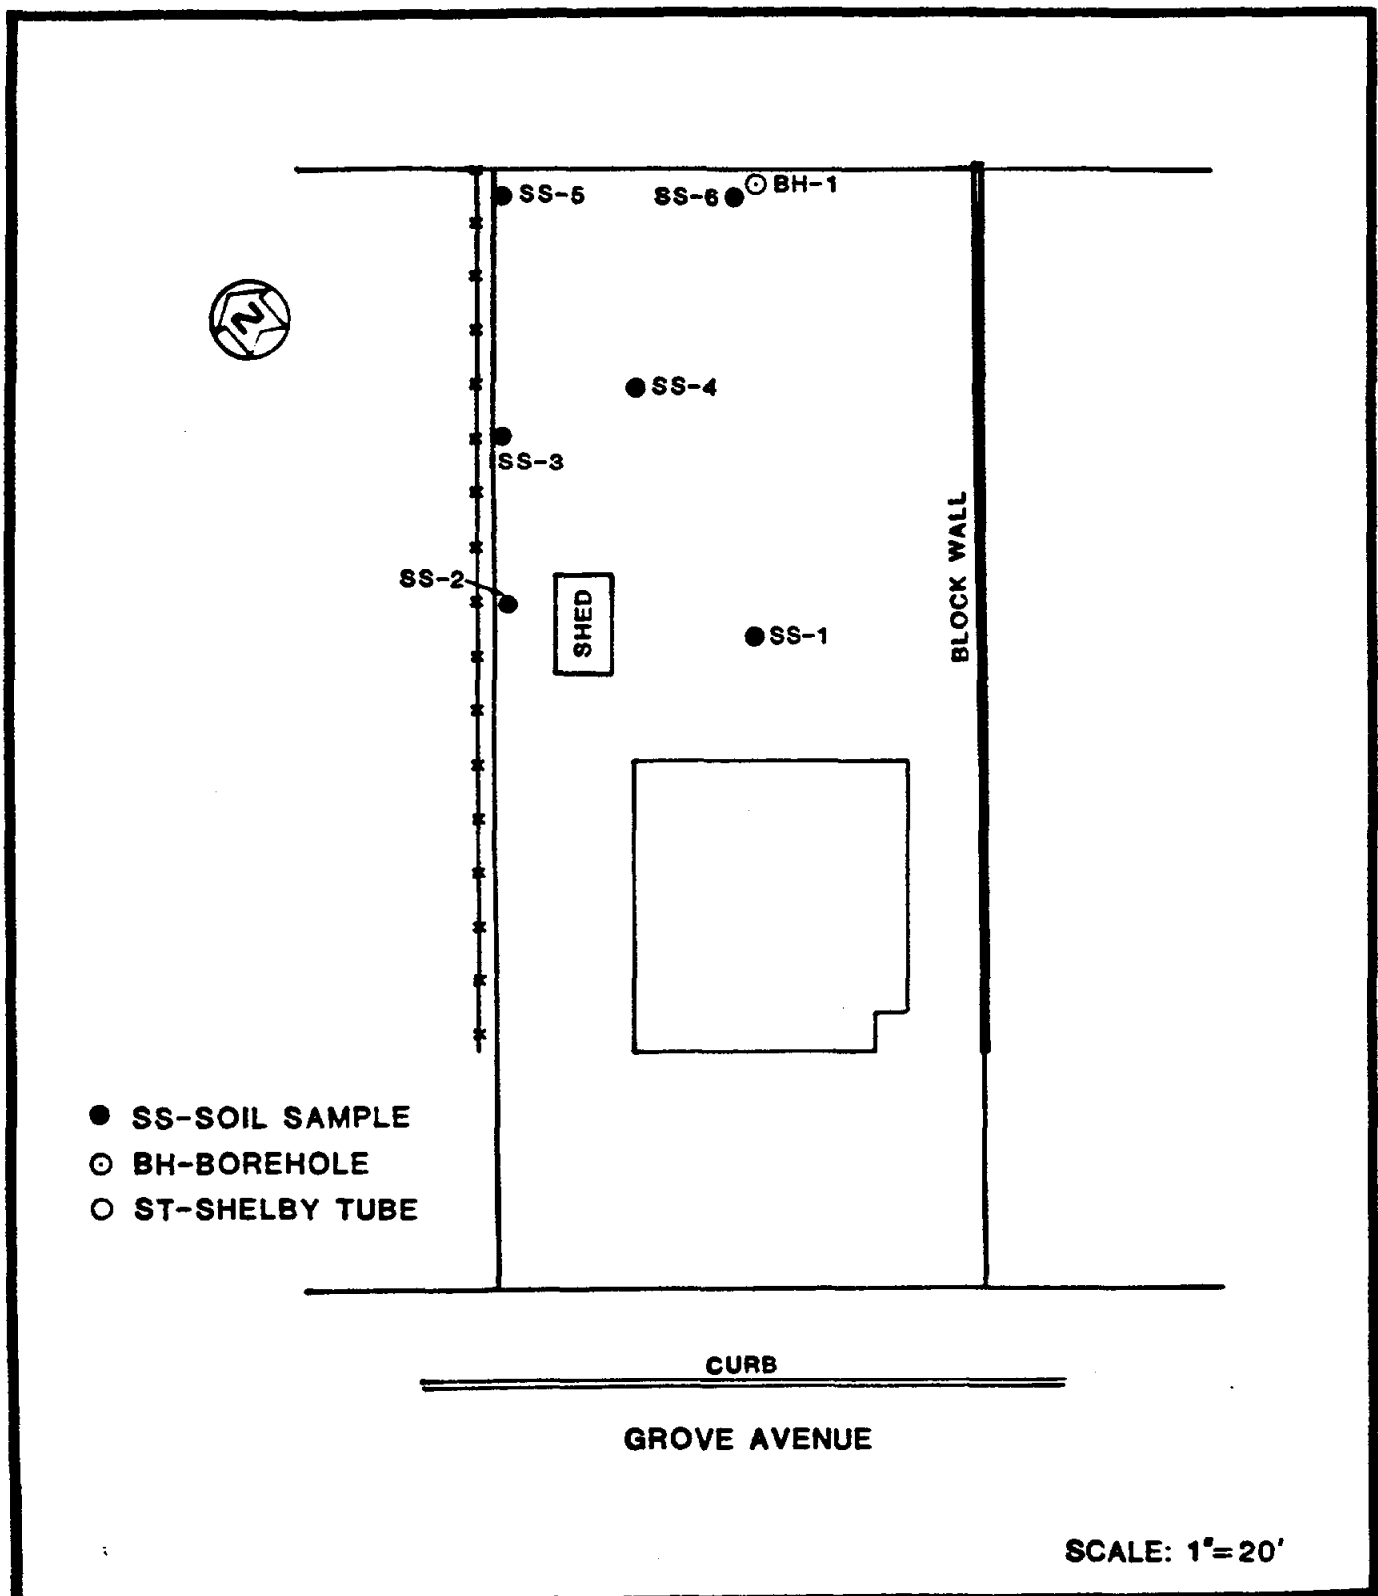 SS-5
SS-6
BH-1
N
SS-4
SS-3
SS-2
SHED
SS-1
BLOCK WALL
SS-SOIL SAMPLE
BH-BOREHOLE
ST-SHELBY TUBE
CURB
GROVE AVENUE
SCALE: 1"=20'